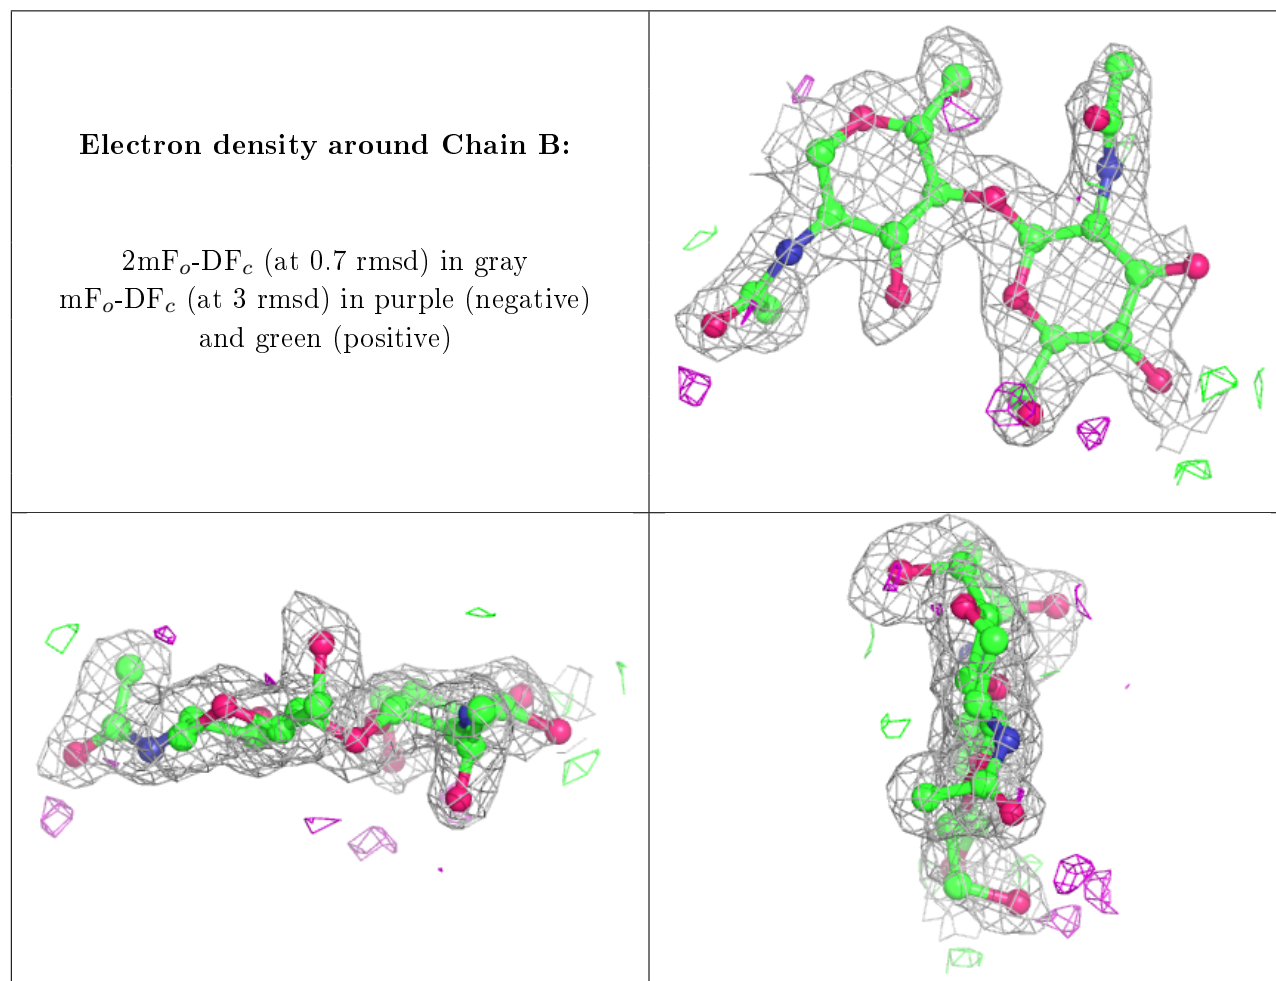 Electron density around Chain B:
2mFo-DFc (at 0.7 rmsd) in gray
mFo-DFc (at 3 rmsd) in purple (negative)
and green (positive)